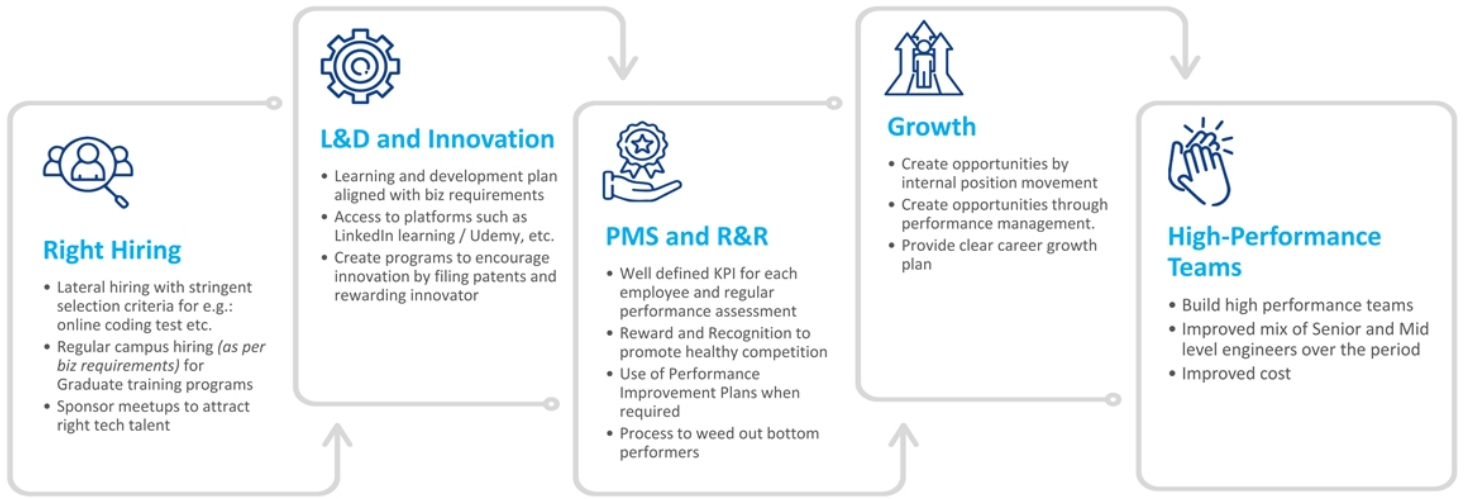 Right Hiring
• Lateral hiring with stringent
selection criteria for e.g.:
online coding test etc.
• Regular campus hiring (as per
biz requirements) for
Graduate training programs
• Sponsor meetups to attract
right tech talent
L&D and Innovation
• Learning and development plan
aligned with biz requirements
• Access to platforms such as
LinkedIn learning / Udemy, etc.
• Create programs to encourage
innovation by filing patents and
rewarding innovator
PMS and R&R
• Well defined KPI for each
employee and regular
performance assessment
• Reward and Recognition to
promote healthy competition
• Use of Performance
Improvement Plans when
required
• Process to weed out bottom
performers
Growth
• Create opportunities by
internal position movement
• Create opportunities through
performance management.
• Provide clear career growth
plan
High-Performance
Teams
• Build high performance teams
• Improved mix of Senior and Mid
level engineers over the period
• Improved cost